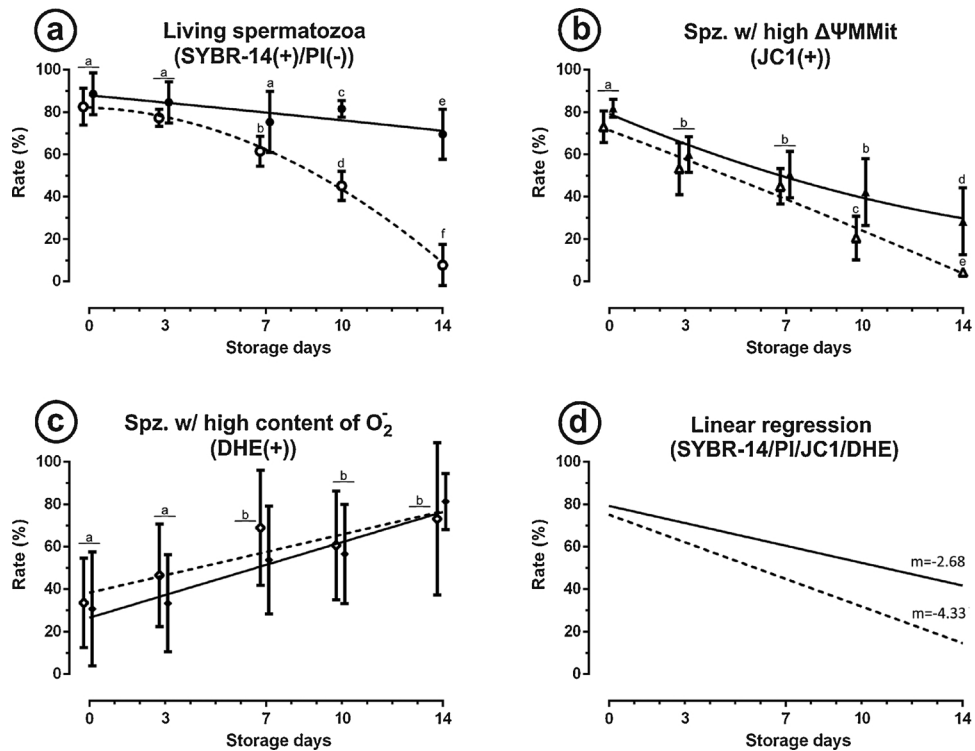 a
Living spermatozoa
(SYBR-14(+)/PI(-)
100
80
60
40
20
0
Rate (%)
a
a
a
b
c
d
e
f
0 3 7 10 14
Storage days
b
Spz. w/ high ΔΨMMit
(JC1(+))
100
80
60
40
20
0
Rate (%)
a
b
b
b
c
d
e
0 3 7 10 14
Storage days
c
Spz. w/ high content of O₂⁻
(DHE(+))
100
80
60
40
20
0
Rate (%)
a
a
b
b
b
0 3 7 10 14
Storage days
d
Linear regression
(SYBR-14/PI/JC1/DHE)
100
80
60
40
20
0
Rate (%)
m=-2.68
m=-4.33
0 3 7 10 14
Storage days